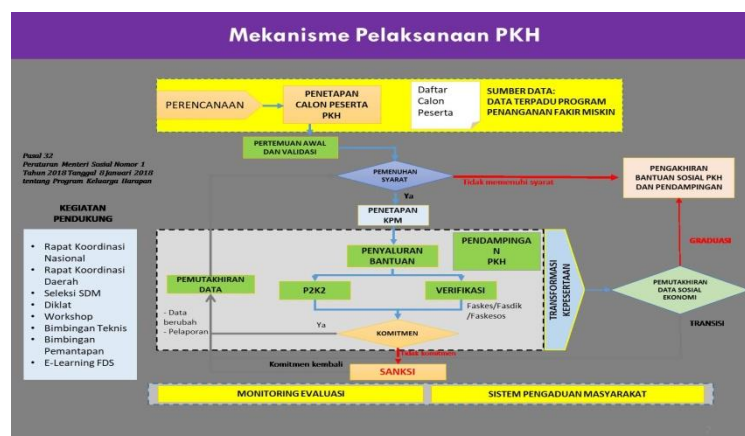 Mekanisme Pelaksanaan PKH
PERENCANAAN
PENETAPAN
CALON PESERTA
PKH
Daftar
Calon
Peserta
SUMBER DATA:
DATA TERPADU PROGRAM
PENANGANAN FAKIR MISKIN
PERTEMUAN AWAL
DAN VALIDASI
Pasal 32
Peraturan Menteri Sosial Nomor 1
Tahun 2018 Tanggal 8 Januari 2018
tentang Program Keluarga Harapan
PEMENUHAN
SYARAT
Tidak memenuhi syarat
PENGAKHIRAN
BANTUAN SOSIAL PKH
DAN PENDAMPINGAN
Ya
PENETAPAN
KPM
KEGIATAN
PENDUKUNG
• Rapat Koordinasi
Nasional
• Rapat Koordinasi
Daerah
• Seleksi SDM
• Diklat
• Workshop
• Bimbingan Teknis
• Bimbingan
Pemantapan
• E-Learning FDS
PENYALURAN
BANTUAN
PENDAMPINGA
N
PKH
GRADUASI
PEMUTAKHIRAN
DATA
P2K2
VERIFIKASI
TRANSFORMASI
KEPESERTAAN
PEMUTAKHIRAN
DATA SOSIAL
EKONOMI
- Data
berubah
- Pelaporan
Faskes/Fasdik
/Faskesos
Ya
KOMITMEN
TRANSISI
Tidak komitmen
Komitmen kembali
SANKSI
MONITORING EVALUASI
SISTEM PENGADUAN MASYARAKAT